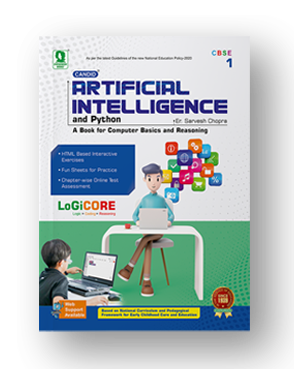 As per the latest Guidelines of the new National Education Policy-2020
CBSE
1
CANDID
ARTIFICIAL
INTELLIGENCE
and Python
Er. Sarvesh Chopra
A Book for Computer Basics and Reasoning
HTML Based Interactive
Exercises
Fun Sheets for Practice
Chapter-wise Online Test
Assessment
LoGiCORE
Logic • Coding • Reasoning
Web
Support
Available
Based on National Curriculum and Pedagogical
Framework for Early Childhood Care and Education